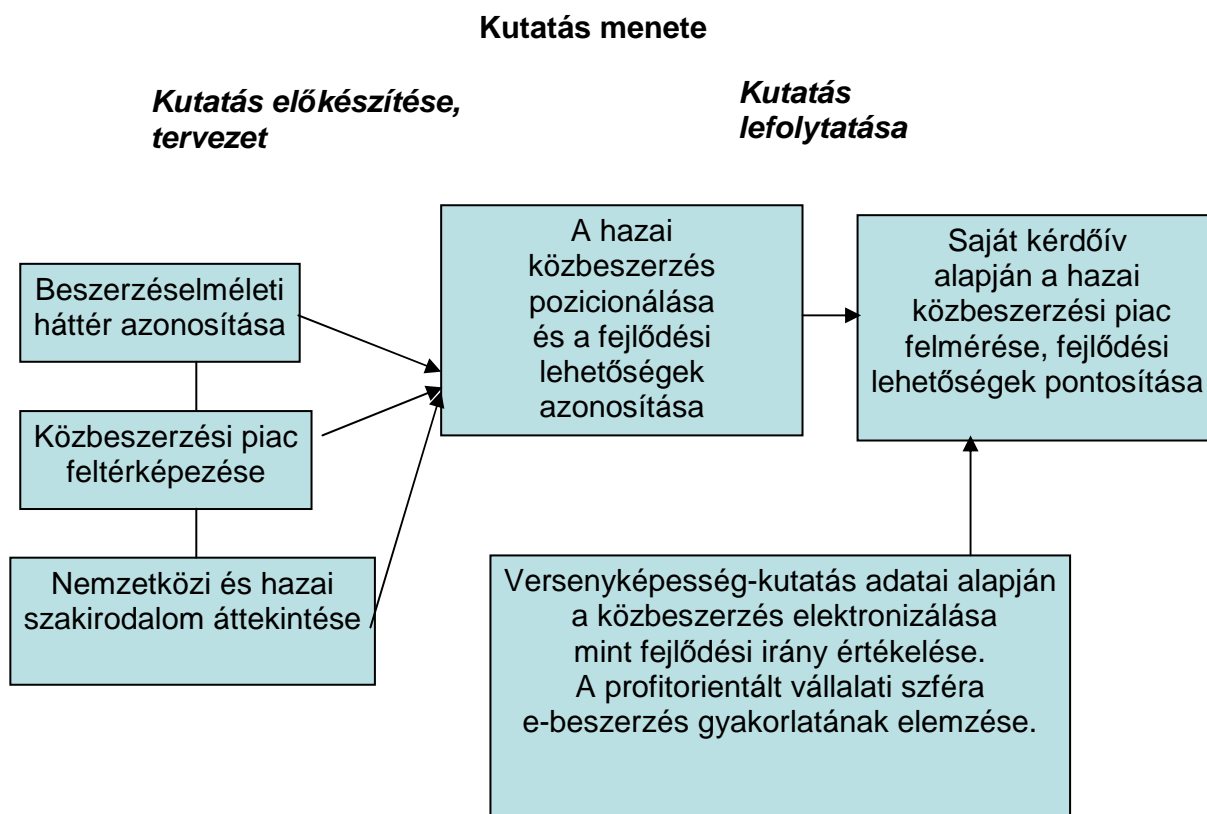 Kutatás menete
Kutatás előkészítése,
tervezet
Kutatás
lefolytatása
Beszerzéselméleti
háttér azonosítása
Közbeszerzési piac
feltérképezése
Nemzetközi és hazai
szakirodalom áttekintése
A hazai
közbeszerzés
pozicionálása
és a fejlődési
lehetőségek
azonosítása
Saját kérdőív
alapján a hazai
közbeszerzési piac
felmérése, fejlődési
lehetőségek pontosítása
Versenyképesség-kutatás adatai alapján
a közbeszerzés elektronizálása
mint fejlődési irány értékelése.
A profitorientált vállalati szféra
e-beszerzés gyakorlatának elemzése.